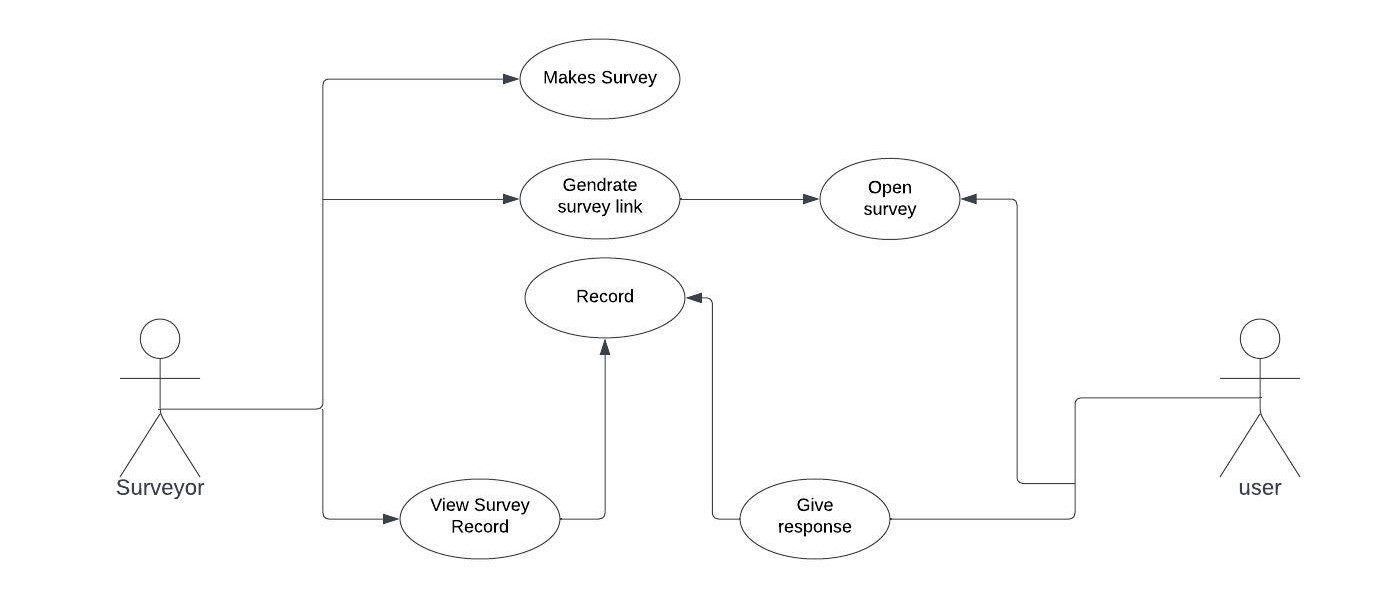 Makes Survey
Gendrate
survey link
Open
survey
Record
Surveyor
user
View Survey
Record
Give
response